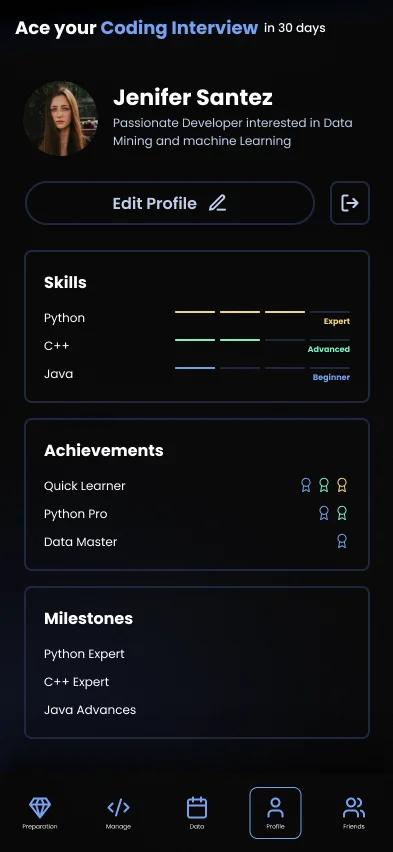 Ace your Coding Interview in 30 days
Jenifer Santez
Passionate Developer interested in Data
Mining and machine Learning
Edit Profile
Skills
Python
Expert
C++
Advanced
Java
Beginner
Achievements
Quick Learner
Python Pro
Data Master
Milestones
Python Expert
C++ Expert
Java Advances
Preparation Manage Data Profile Friends